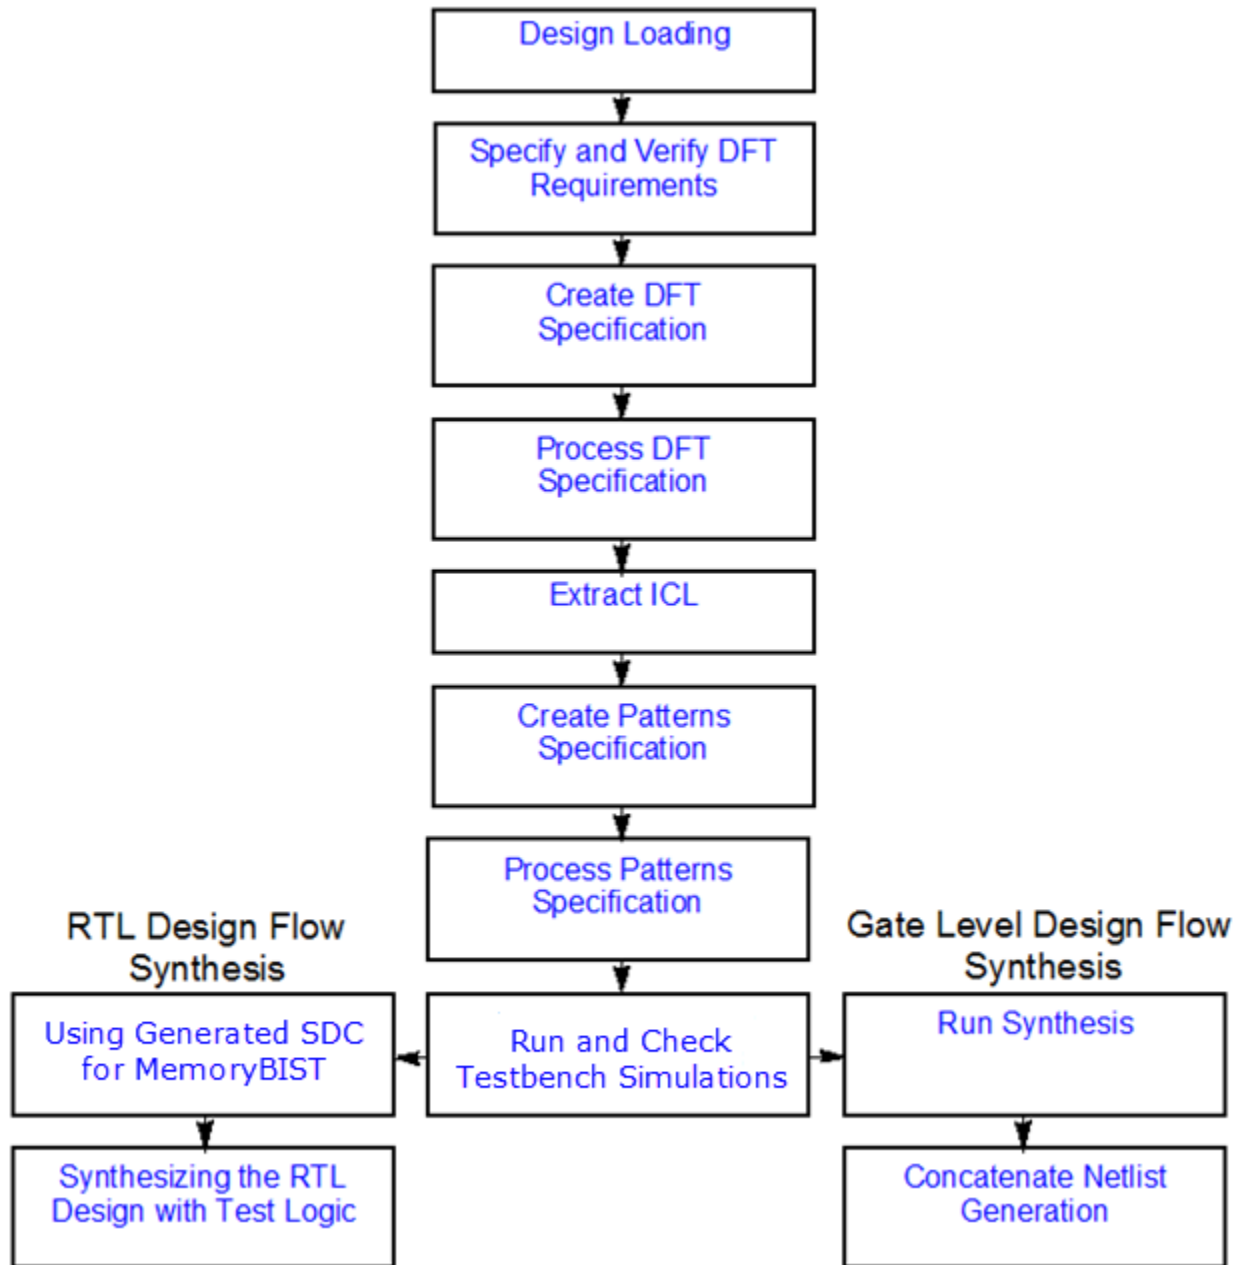 Design Loading
Specify and Verify DFT
Requirements
Create DFT
Specification
Process DFT
Specification
Extract ICL
Create Patterns
Specification
Process Patterns
Specification
RTL Design Flow
Synthesis
Gate Level Design Flow
Synthesis
Using Generated SDC
for MemoryBIST
Run and Check
Testbench Simulations
Run Synthesis
Synthesizing the RTL
Design with Test Logic
Concatenate Netlist
Generation